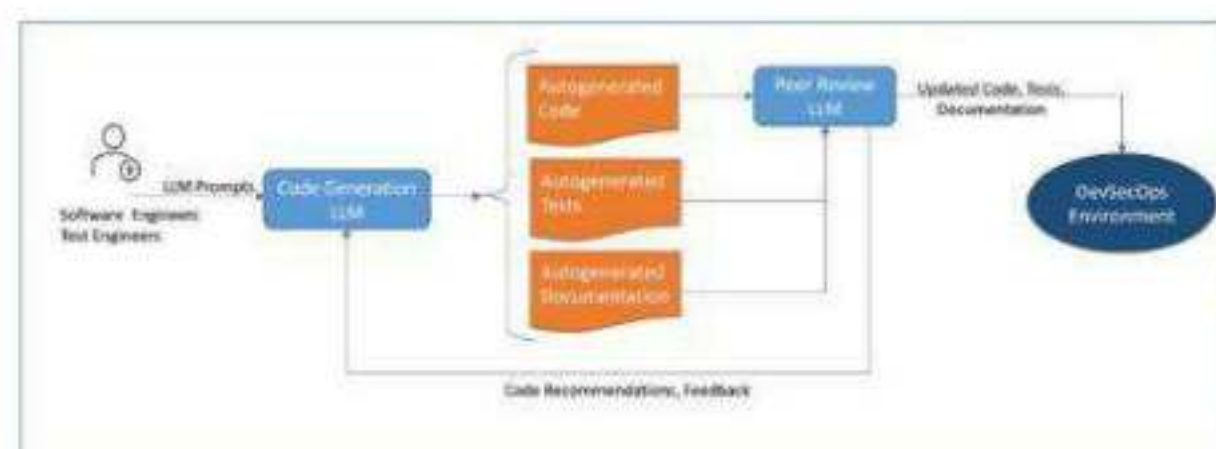 LLM Prompts
Software Engineers
Test Engineers
Code Generation
LLM
Autogenerated
Code
Autogenerated
Tests
Autogenerated
Documentation
Peer Review
LLM
Updated Code, Tests,
Documentation
DevSecOps
Environment
Code Recommendations, Feedback